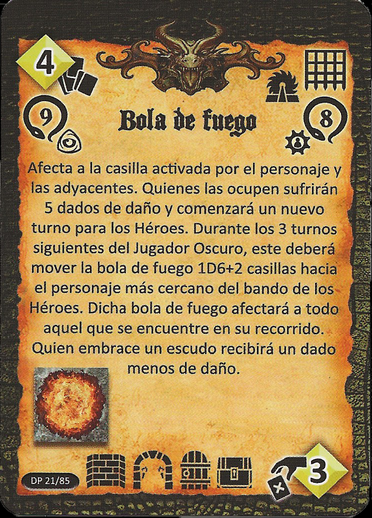 4
9
8
Bola de fuego
Afecta a la casilla activada por el personaje y
las adyacentes. Quienes las ocupen sufrirán
5 dados de daño y comenzará un nuevo
turno para los Héroes. Durante los 3 turnos
siguientes del Jugador Oscuro, este deberá
mover la bola de fuego 1D6+2 casillas hacia
el personaje más cercano del bando de los
Héroes. Dicha bola de fuego afectará a todo
aquel que se encuentre en su recorrido.
Quien embrace un escudo recibirá un dado
menos de daño.
DP 21/85
3